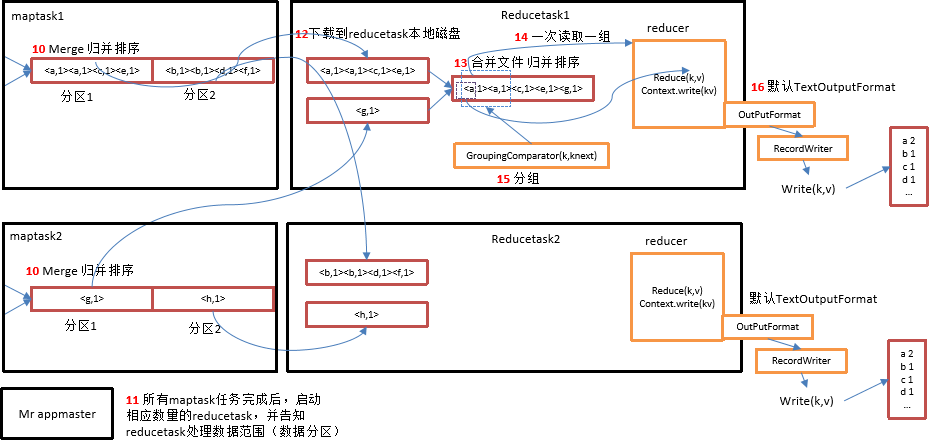 maptask1
10 Merge 归并排序
<a,1><a,1><c,1><e,1>
<b,1><b,1><d,1><f,1>
分区1
分区2
Reducetask1
12下载到reducetask本地磁盘
<a,1><a,1><c,1><e,1>
<g,1>
13 合并文件 归并排序
<a,1><a,1><c,1><e,1><g,1>
14 一次读取一组
GroupingComparator(k,knext)
15 分组
reducer
Reduce(k,v)
Context.write(kv)
16 默认TextOutputFormat
OutPutFormat
RecordWriter
Write(k,v)
a 2
b 1
c 1
d 1
...
maptask2
10 Merge 归并排序
<g,1>
<h,1>
分区1
分区2
Reducetask2
<b,1><b,1><d,1><f,1>
<h,1>
reducer
Reduce(k,v)
Context.write(kv)
默认TextOutputFormat
OutPutFormat
RecordWriter
Write(k,v)
a 2
b 1
c 1
d 1
...
Mr appmaster
11 所有maptask任务完成后，启动
相应数量的reducetask，并告知
reducetask处理数据范围（数据分区）